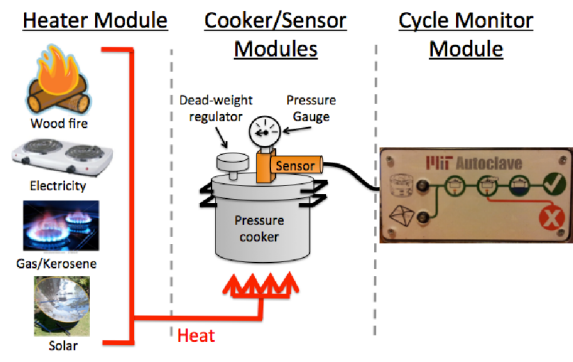 Heater Module
Wood fire
Electricity
Gas/Kerosene
Solar
Cooker/Sensor
Modules
Dead-weight
regulator
Pressure
Gauge
Sensor
Pressure
cooker
Heat
Cycle Monitor
Module
MIT Autoclave